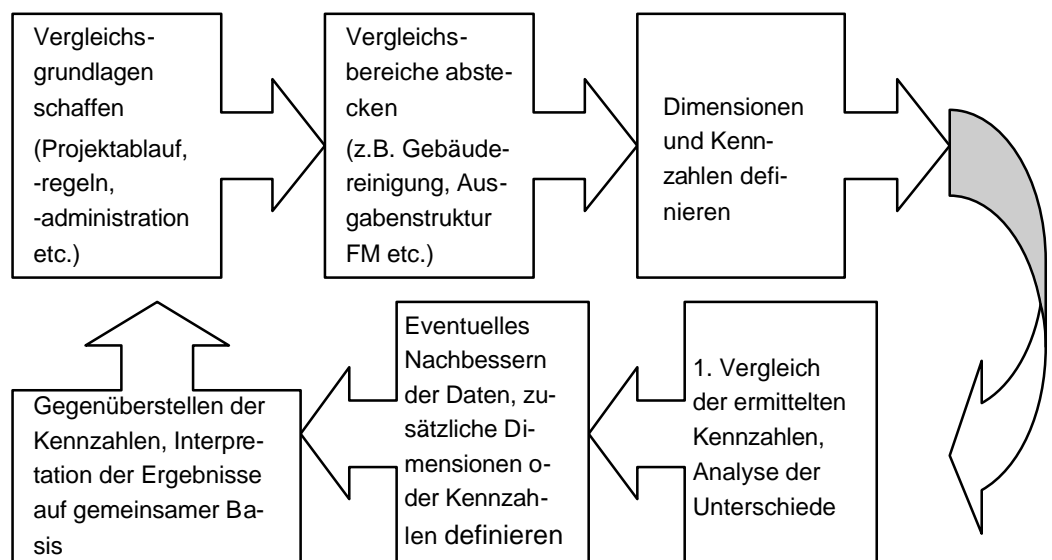 Vergleichs-
grundlagen
schaffen
(Projektablauf,
-regeln,
-administration
etc.)
Vergleichs-
bereiche abste-
cken
(z.B. Gebäude-
reinigung, Aus-
gabenstruktur
FM etc.)
Dimensionen
und Kenn-
zahlen defi-
nieren
1. Vergleich
der ermittelten
Kennzahlen,
Analyse der
Unterschiede
Eventuelles
Nachbessern
der Daten, zu-
sätzliche Di-
mensionen o-
der Kennzah-
len definieren
Gegenüberstellen der
Kennzahlen, Interpre-
tation der Ergebnisse
auf gemeinsamer Ba-
sis